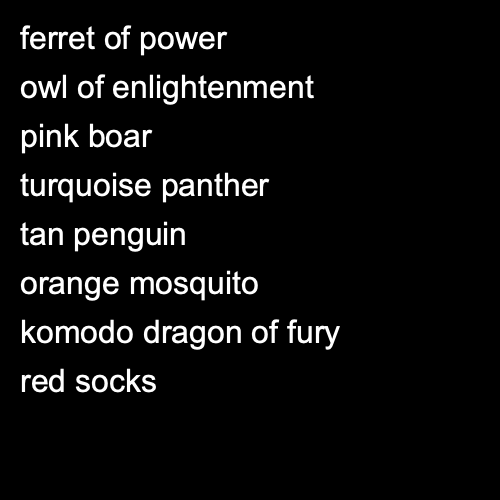 ferret of power
owl of enlightenment
pink boar
turquoise panther
tan penguin
orange mosquito
komodo dragon of fury
red socks